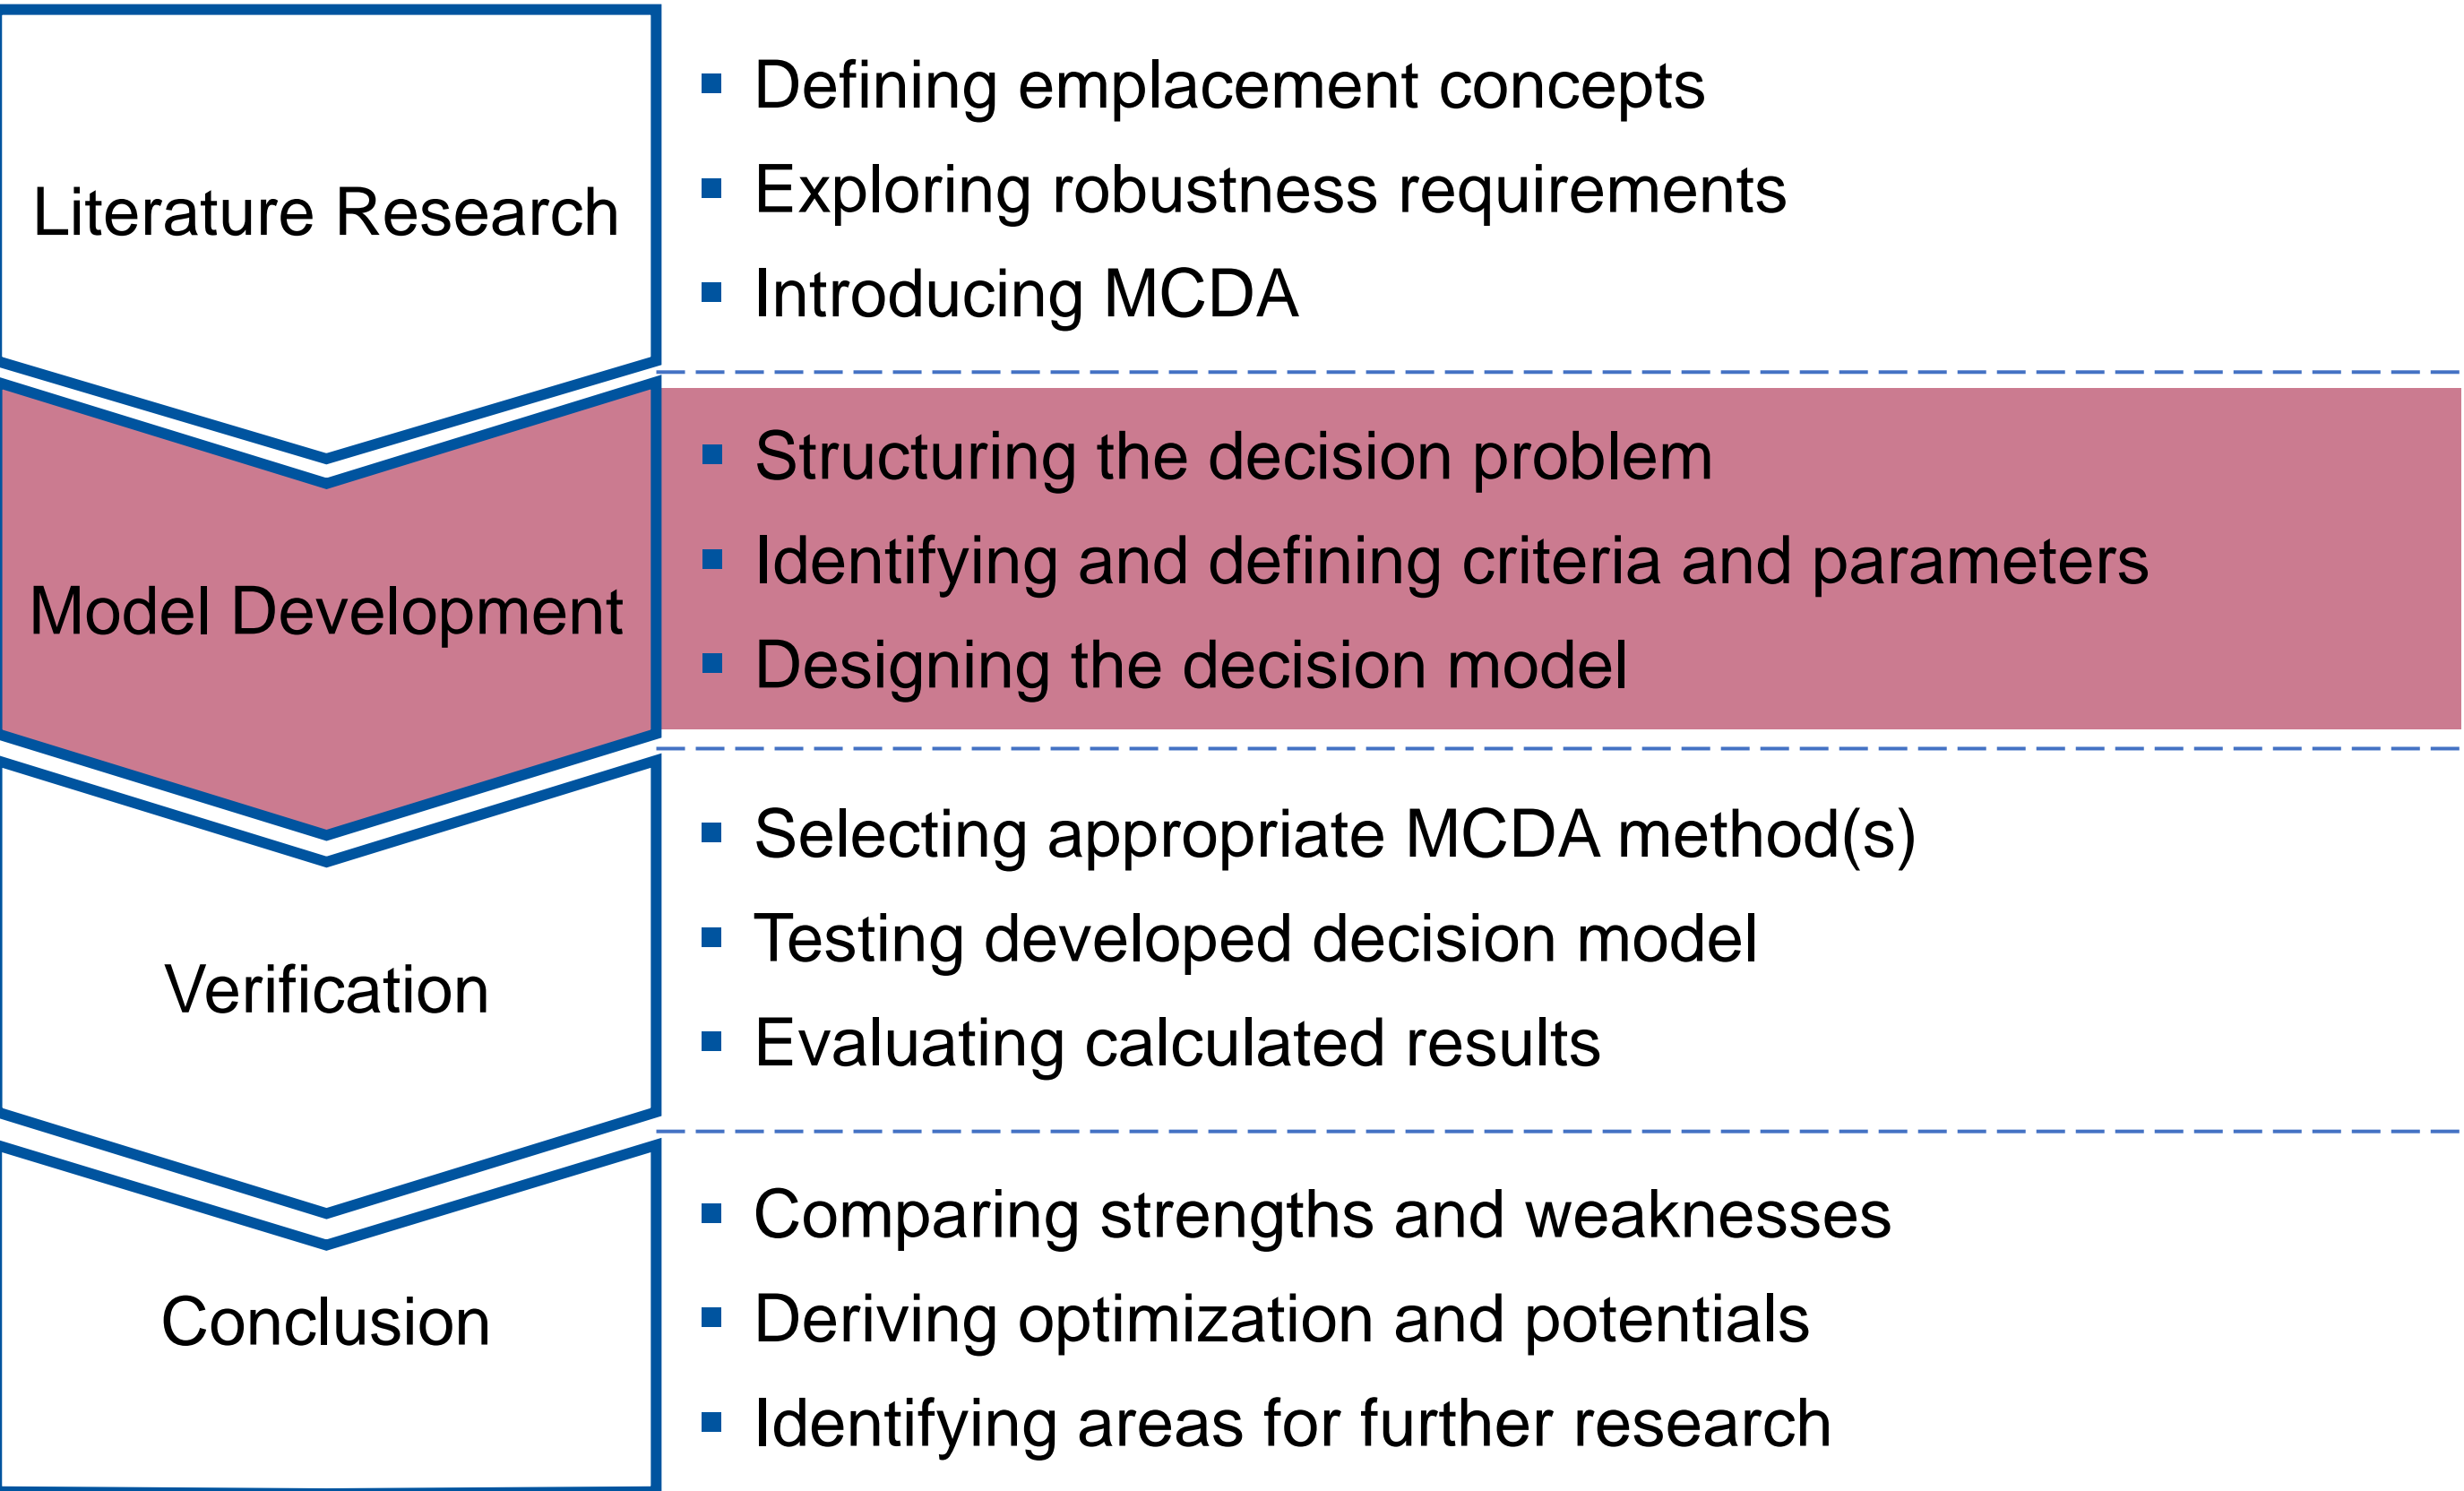 Literature Research
Defining emplacement concepts
Exploring robustness requirements
Introducing MCDA
Model Development
Structuring the decision problem
Identifying and defining criteria and parameters
Designing the decision model
Verification
Selecting appropriate MCDA method(s)
Testing developed decision model
Evaluating calculated results
Conclusion
Comparing strengths and weaknesses
Deriving optimization and potentials
Identifying areas for further research